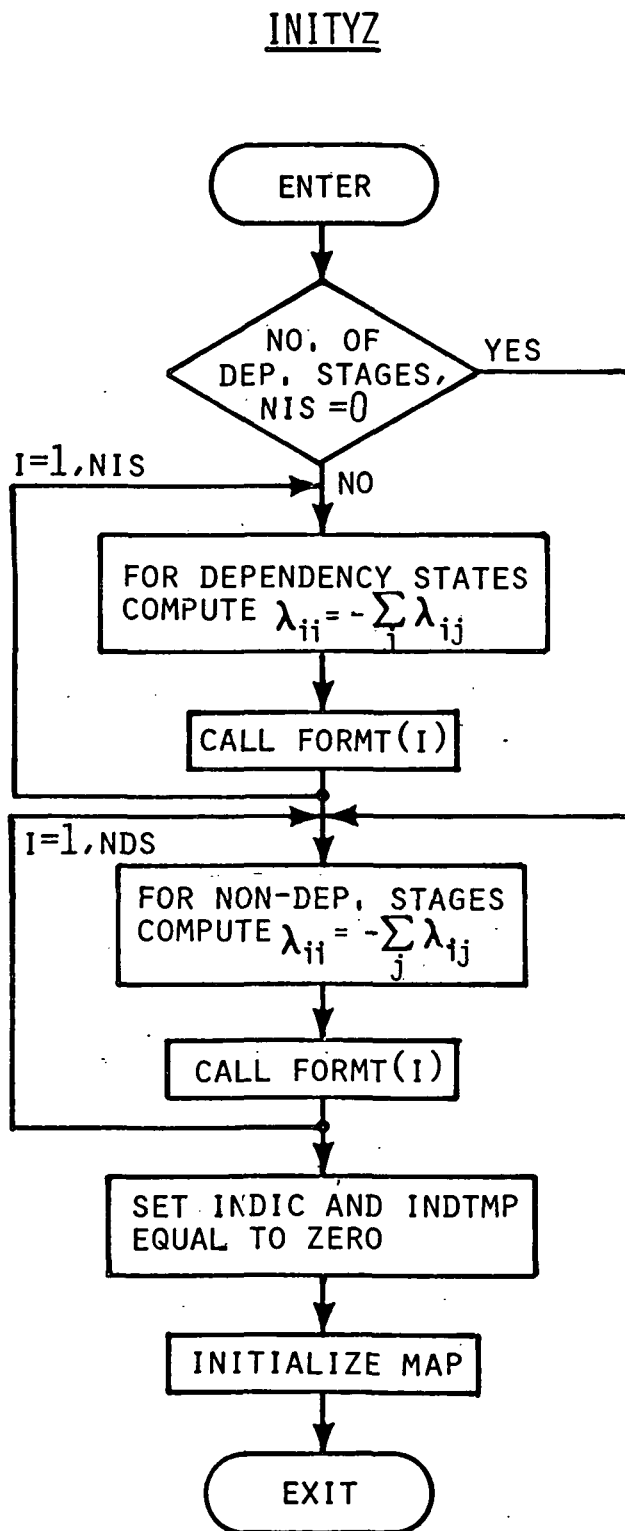 INITYZ
ENTER
NO. OF
DEP. STAGES,
NIS =0
YES
I=1,NIS
NO
FOR DEPENDENCY STATES
COMPUTE λii = -∑j λij
CALL FORMT(I)
I=1,NDS
FOR NON-DEP. STAGES
COMPUTE λii = -∑j λij
CALL FORMT(I)
SET INDIC AND INDTMP
EQUAL TO ZERO
INITIALIZE MAP
EXIT